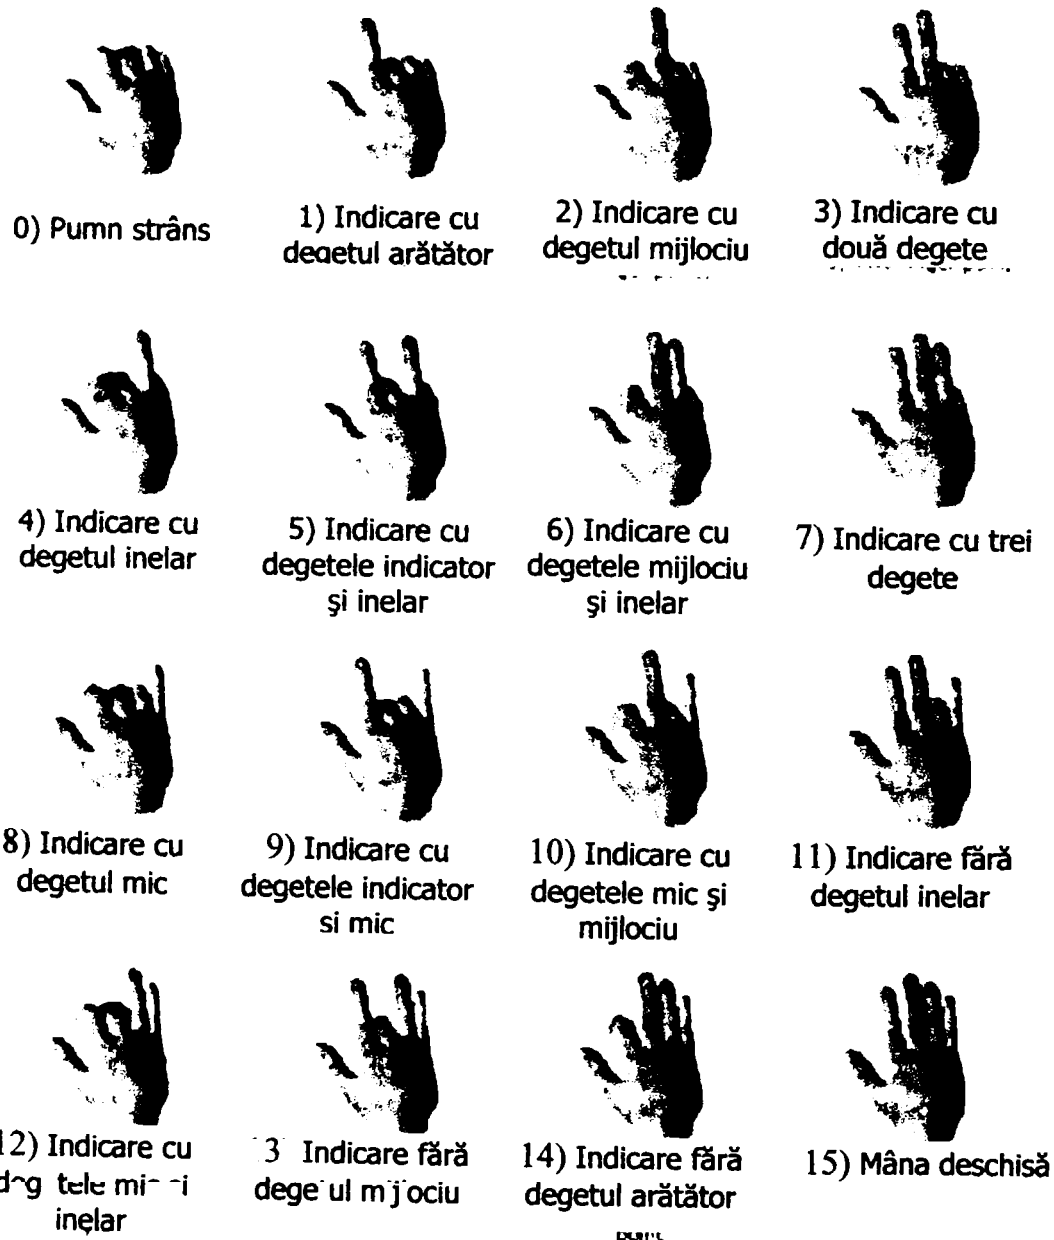 0) Pumn strâns
1) Indicare cu
degetul arătător
2) Indicare cu
degetul mijlociu
3) Indicare cu
două degete
4) Indicare cu
degetul inelar
5) Indicare cu
degetele indicator
şi inelar
6) Indicare cu
degetele mijlociu
şi inelar
7) Indicare cu trei
degete
8) Indicare cu
degetul mic
9) Indicare cu
degetele indicator
si mic
10) Indicare cu
degetele mic şi
mijlociu
11) Indicare fără
degetul inelar
12) Indicare cu
inelar
3 Indicare fără
14) Indicare fără
degetul arătător
15) Mâna deschisă